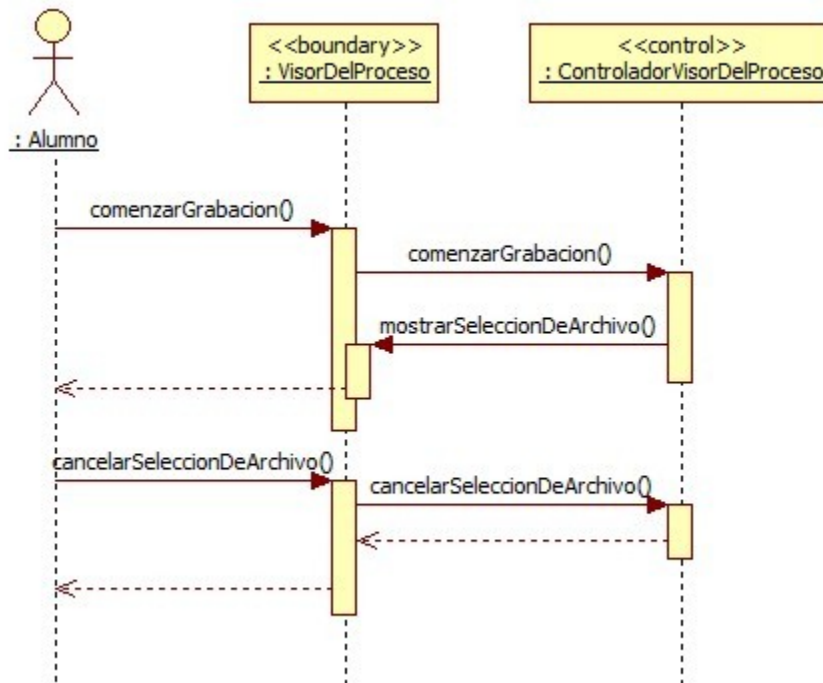 <<boundary>>
: VisorDelProceso
<<control>>
: ControladorVisorDelProceso
: Alumno
comenzarGrabacion()
comenzarGrabacion()
mostrarSeleccionDeArchivo()
cancelarSeleccionDeArchivo()
cancelarSeleccionDeArchivo()